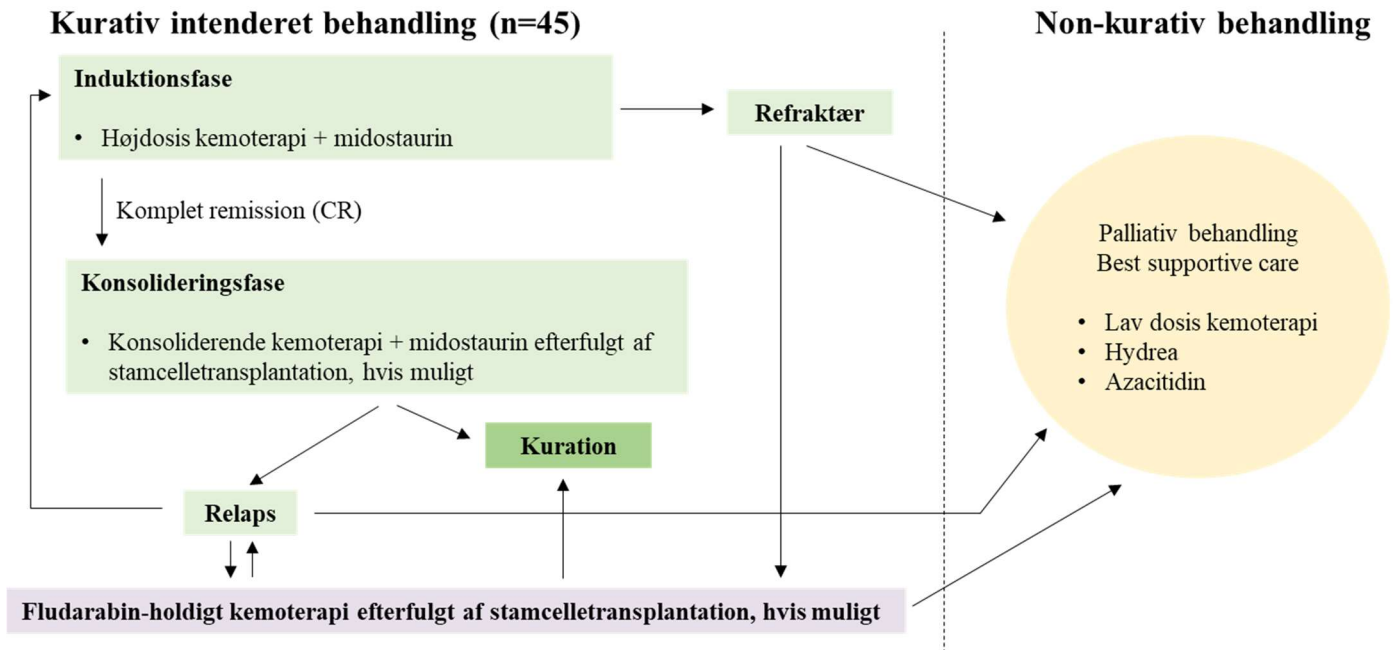 Kurativ intenderet behandling (n=45)
Non-kurativ behandling
Induktionsfase
• Højdosis kemoterapi + midostaurin
Refraktær
Komplet remission (CR)
Konsolideringsfase
• Konsoliderende kemoterapi + midostaurin efterfulgt af
stamcelletransplantation, hvis muligt
Palliativ behandling
Best supportive care
• Lav dosis kemoterapi
• Hydrea
• Azacitidin
Kuration
Relaps
Fludarabin-holdigt kemoterapi efterfulgt af stamcelletransplantation, hvis muligt